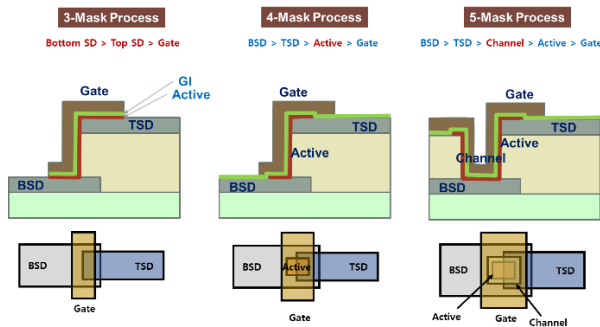 3-Mask Process
Bottom SD > Top SD > Gate
Gate
GI
Active
TSD
BSD
BSD
TSD
Gate
4-Mask Process
BSD > TSD > Active > Gate
Gate
TSD
Active
BSD
BSD
Active
TSD
Gate
5-Mask Process
BSD > TSD > Channel > Active > Gate
Gate
TSD
Active
Channel
BSD
BSD
TSD
Active
Gate
Channel